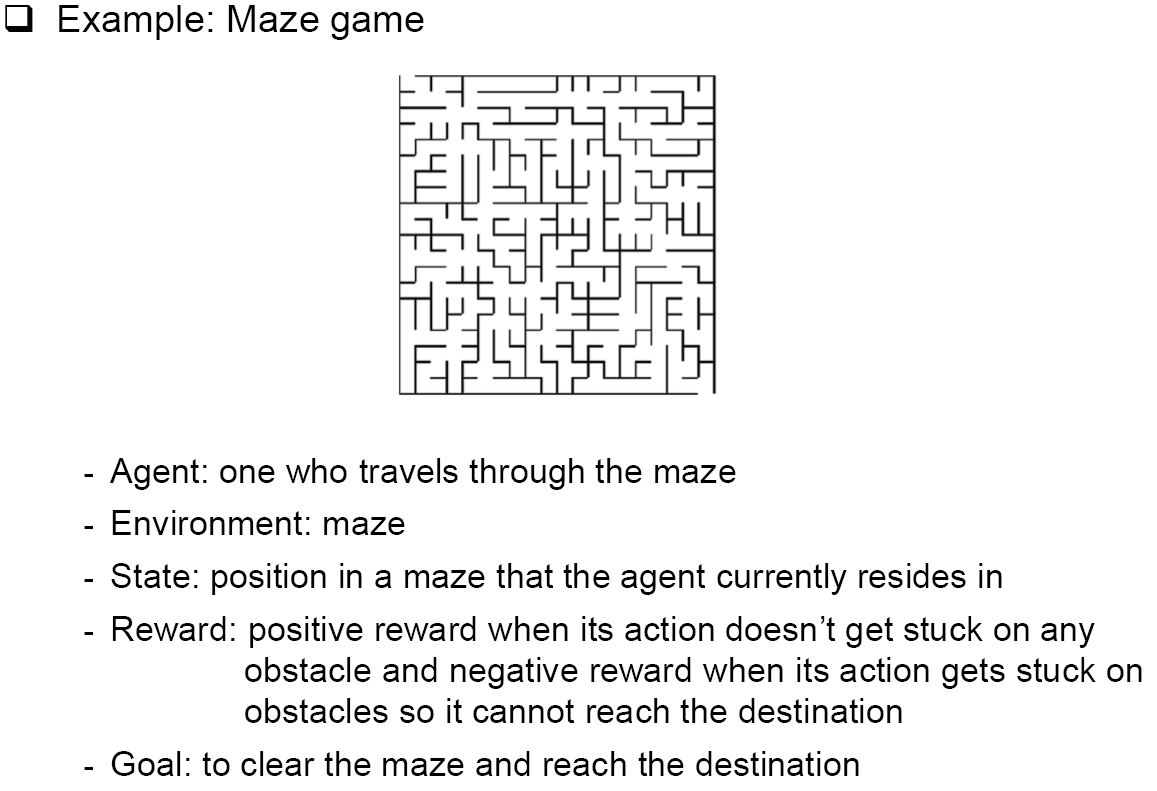 ❑ Example: Maze game
- Agent: one who travels through the maze
- Environment: maze
- State: position in a maze that the agent currently resides in
- Reward: positive reward when its action doesn’t get stuck on any
obstacle and negative reward when its action gets stuck on
obstacles so it cannot reach the destination
- Goal: to clear the maze and reach the destination